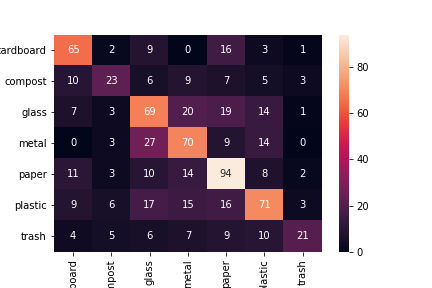 tardboard 65 2 9 0 16 3 1
compost 10 23 6 9 7 5 3
glass 7 3 69 20 19 14 1
metal 0 3 27 70 9 14 0
paper 11 3 10 14 94 8 2
plastic 9 6 17 15 16 71 3
trash 4 5 6 7 9 10 21
board mpost glass metal paper lastic trash
80
60
40
20
0